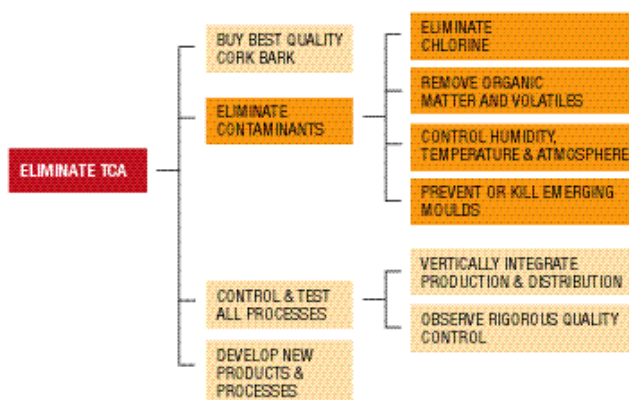 ELIMINATE TCA
BUY BEST QUALITY
CORK BARK
ELIMINATE
CONTAMINANTS
ELIMINATE
CHLORINE
REMOVE ORGANIC
MATTER AND VOLATILES
CONTROL HUMIDITY,
TEMPERATURE & ATMOSPHERE
PREVENT OR KILL EMERGING
MOULDS
CONTROL & TEST
ALL PROCESSES
VERTICALLY INTEGRATE
PRODUCTION & DISTRIBUTION
OBSERVE RIGOROUS QUALITY
CONTROL
DEVELOP NEW
PRODUCTS &
PROCESSES